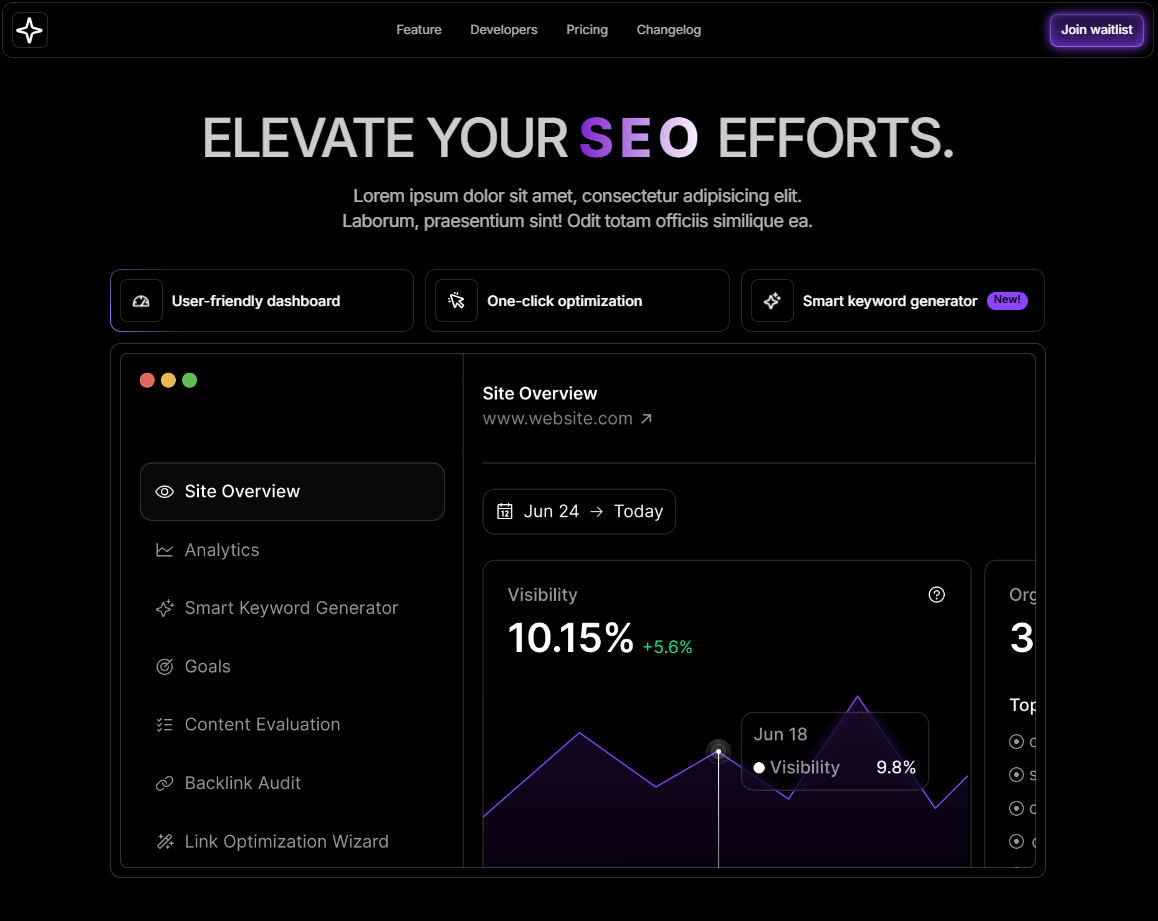 Feature Developers Pricing Changelog Join waitlist
ELEVATE YOUR SEO EFFORTS.
Lorem ipsum dolor sit amet, consectetur adipisicing elit.
Laborum, praesentium sint! Odit totam officiis similique ea.
User-friendly dashboard
One-click optimization
Smart keyword generator New!
Site Overview
Analytics
Smart Keyword Generator
Goals
Content Evaluation
Backlink Audit
Link Optimization Wizard
Site Overview
www.website.com
12 Jun 24 → Today
Visibility
10.15% +5.6%
Jun 18
Visibility 9.8%
Org
3
Top